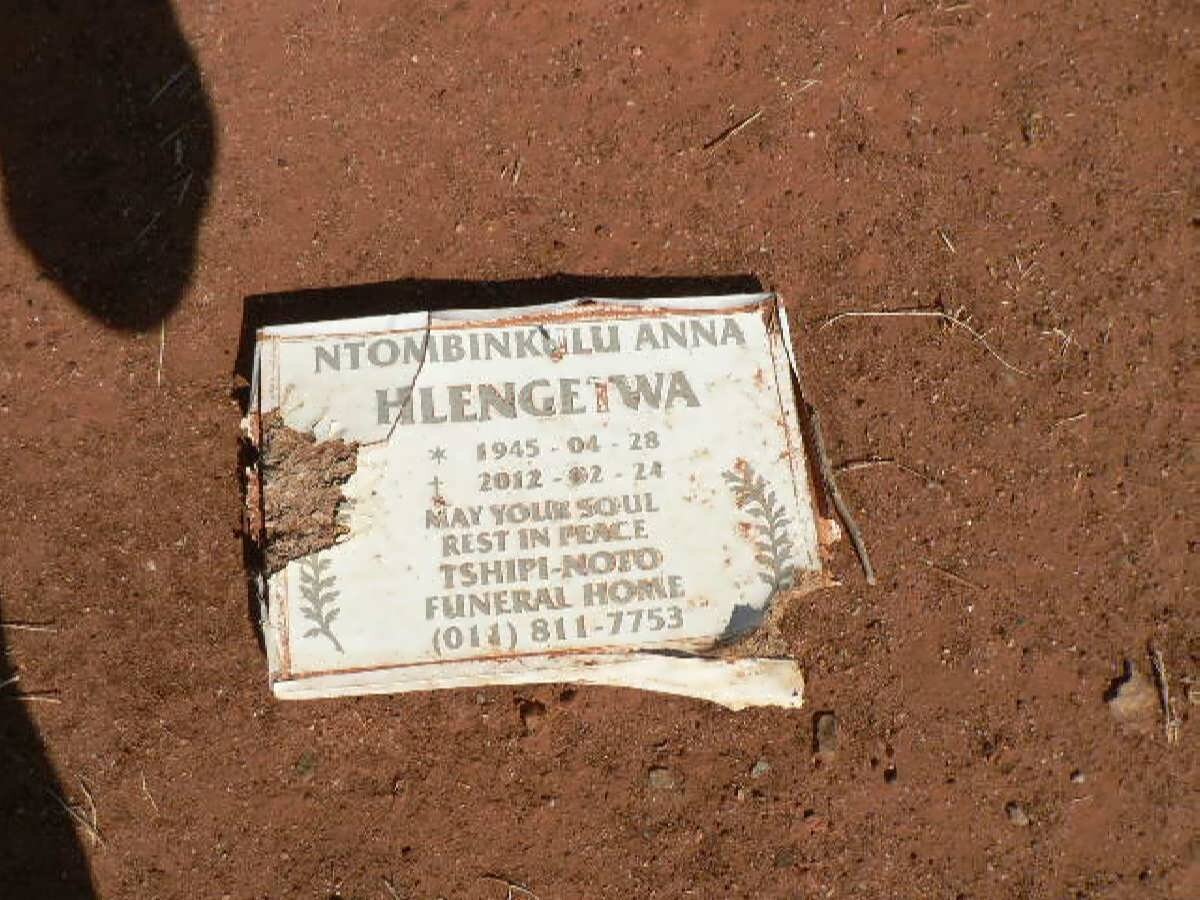 NTOMBINKULU ANNA
HLENGETWA
* 1945 - 04 - 28
† 2012 - 02 - 24
MAY YOUR SOUL
REST IN PEACE
TSHIPI-NOTO
FUNERAL HOME
(011) 811-7753